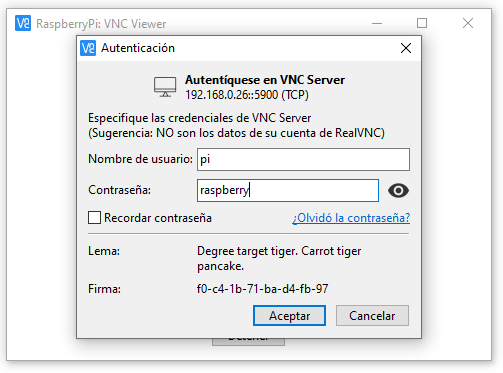 RaspberryPi: VNC Viewer
Autenticación
Autentíquese en VNC Server
192.168.0.26::5900 (TCP)
Especifique las credenciales de VNC Server
(Sugerencia: NO son los datos de su cuenta de RealVNC)
Nombre de usuario: pi
Contraseña: raspberry
Recordar contraseña ¿Olvidó la contraseña?
Lema: Degree target tiger. Carrot tiger
pancake.
Firma: f0-c4-1b-71-ba-d4-fb-97
Aceptar Cancelar
Detener